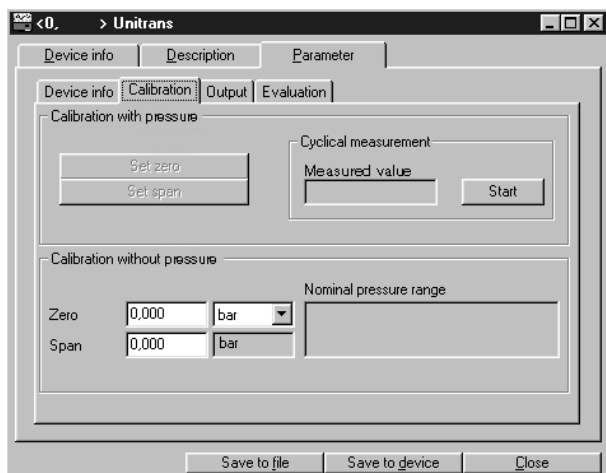 <0, > Unitrans
Device info Description Parameter
Device info Calibration Output Evaluation
Calibration with pressure
Set zero
Set span
Cyclical measurement
Measured value
Start
Calibration without pressure
Nominal pressure range
Zero 0,000 bar
Span 0,000 bar
Save to file Save to device Close